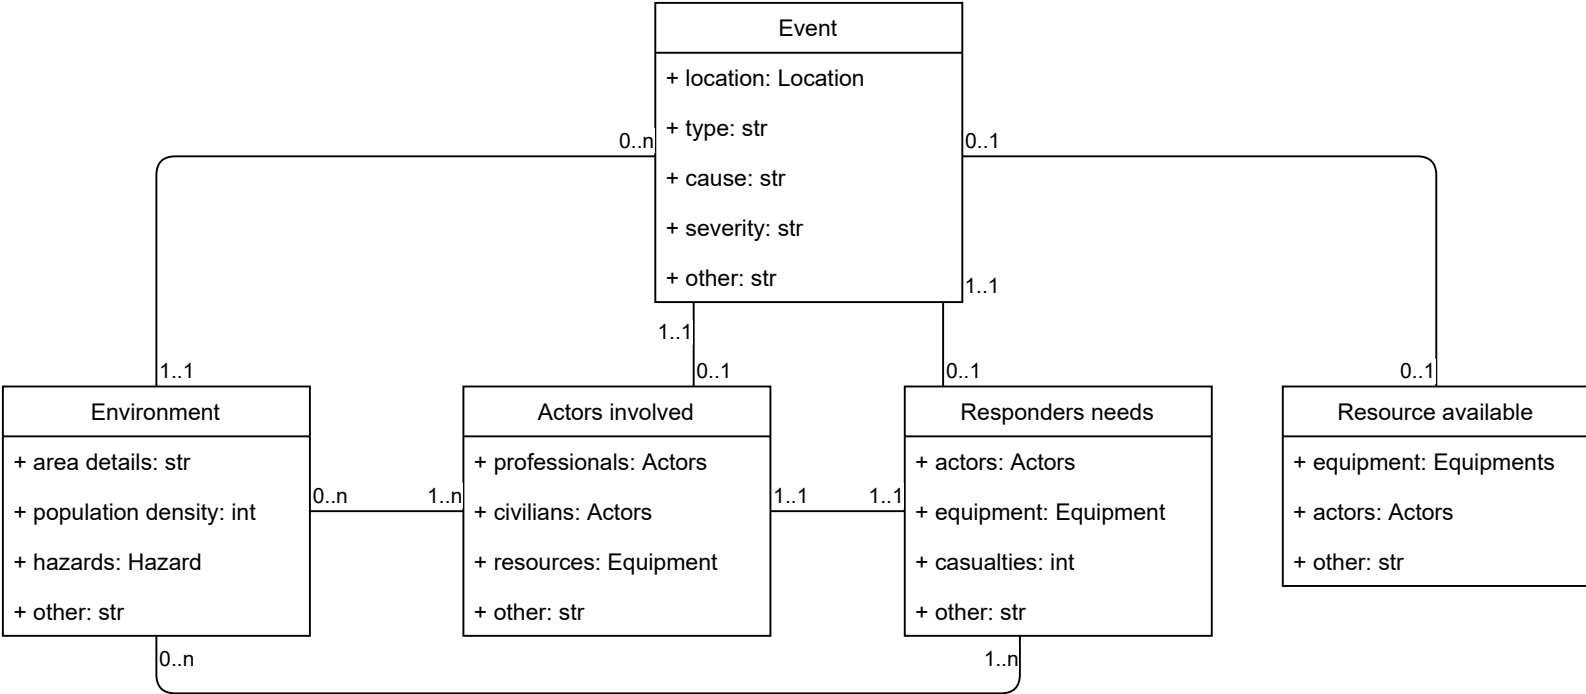 Event
+ location: Location
+ type: str
+ cause: str
+ severity: str
+ other: str
0..n
0..1
1..1
1..1
1..1
0..1
0..1
0..1
Environment
+ area details: str
+ population density: int
+ hazards: Hazard
+ other: str
0..n
1..n
Actors involved
+ professionals: Actors
+ civilians: Actors
+ resources: Equipment
+ other: str
1..1
1..1
Responders needs
+ actors: Actors
+ equipment: Equipment
+ casualties: int
+ other: str
Resource available
+ equipment: Equipments
+ actors: Actors
+ other: str
0..n
1..n